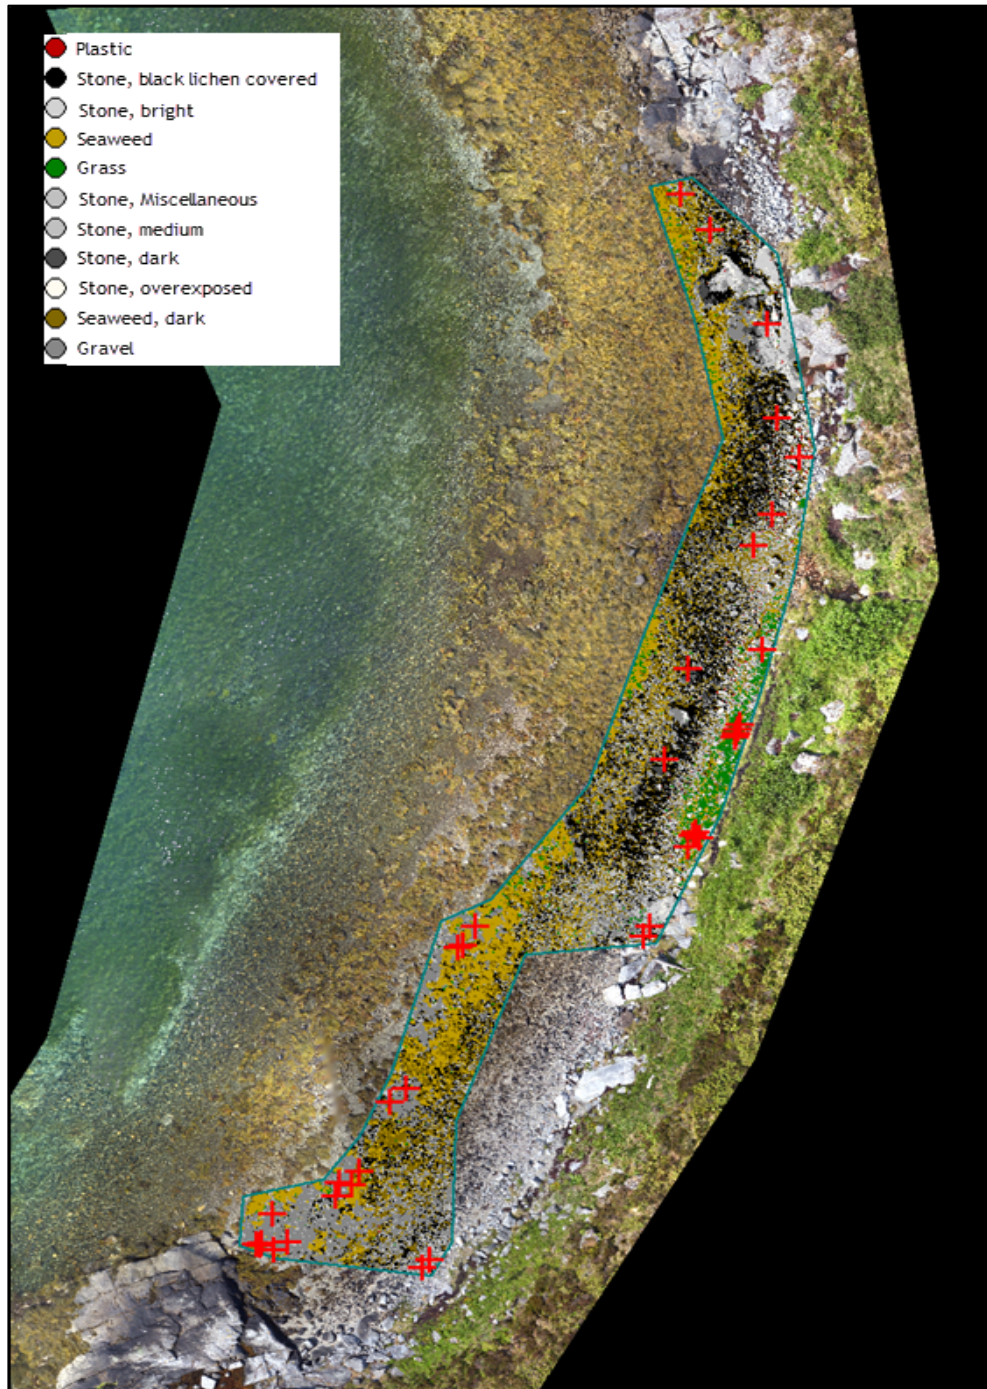 Plastic
Stone, black lichen covered
Stone, bright
Seaweed
Grass
Stone, Miscellaneous
Stone, medium
Stone, dark
Stone, overexposed
Seaweed, dark
Gravel